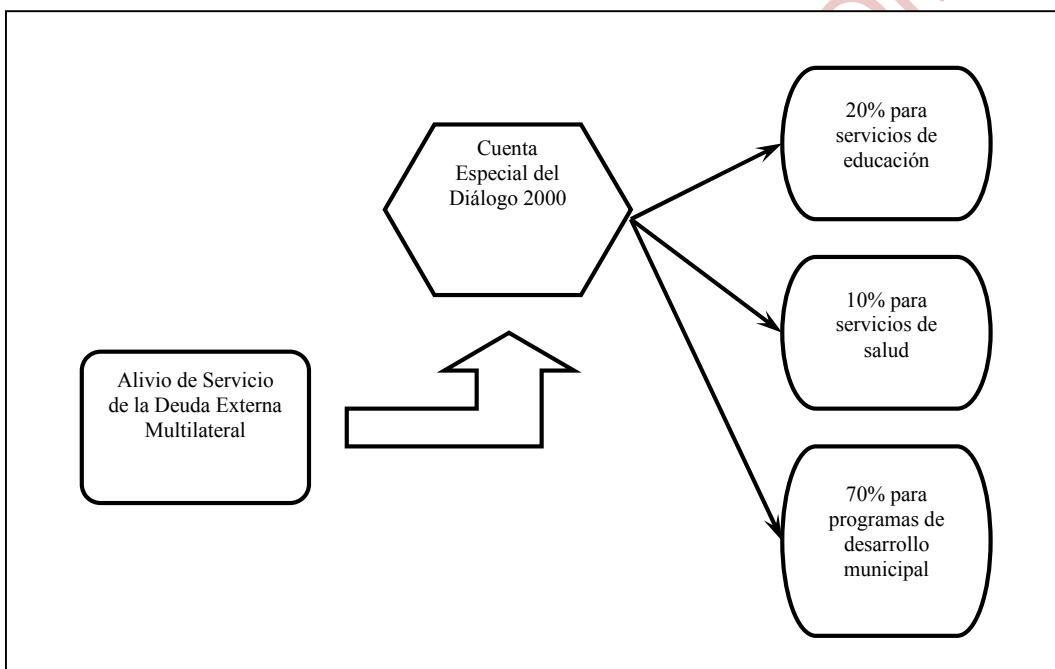 Cuenta
Especial del
Diálogo 2000
20% para
servicios de
educación
10% para
servicios de
salud
Alivio de Servicio
de la Deuda Externa
Multilateral
70% para
programas de
desarrollo
municipal